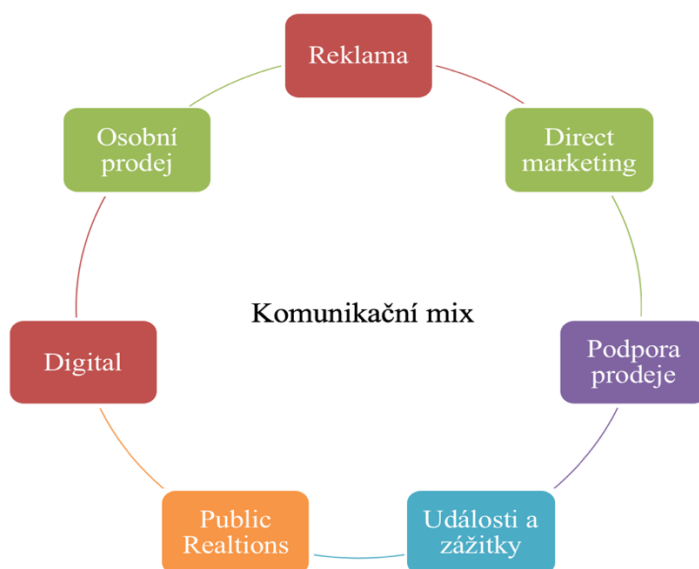 Reklama
Direct
marketing
Podpora
prodeje
Události a
zážitky
Public
Realtions
Digital
Osobní
prodej
Komunikační mix